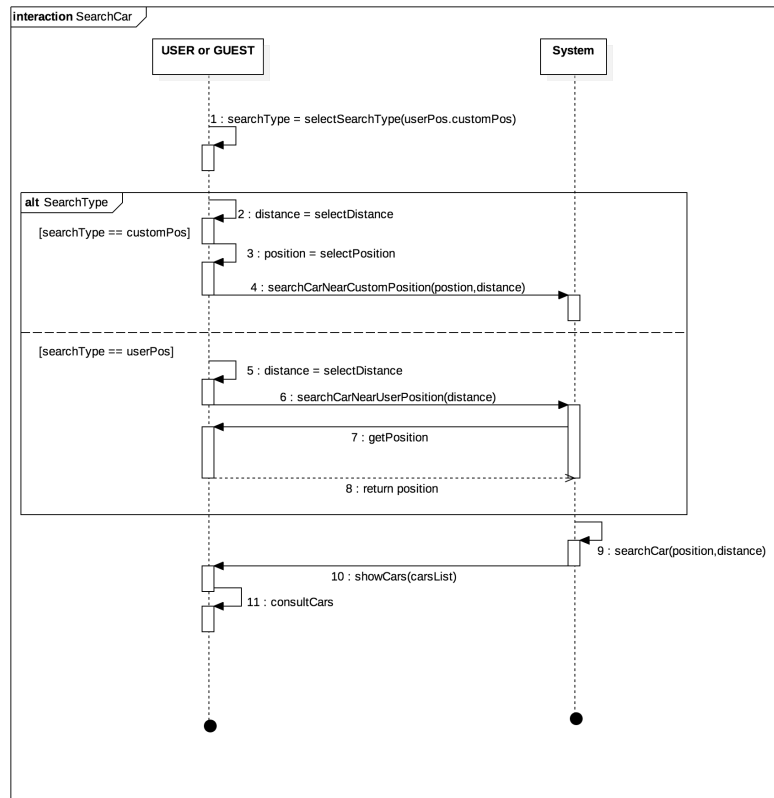 interaction SearchCar
USER or GUEST
System
1 : searchType = selectSearchType(userPos.customPos)
alt SearchType
2 : distance = selectDistance
[searchType == customPos]
3 : position = selectPosition
4 : searchCarNearCustomPosition(postion,distance)
[searchType == userPos]
5 : distance = selectDistance
6 : searchCarNearUserPosition(distance)
7 : getPosition
8 : return position
9 : searchCar(position,distance)
10 : showCars(carsList)
11 : consultCars